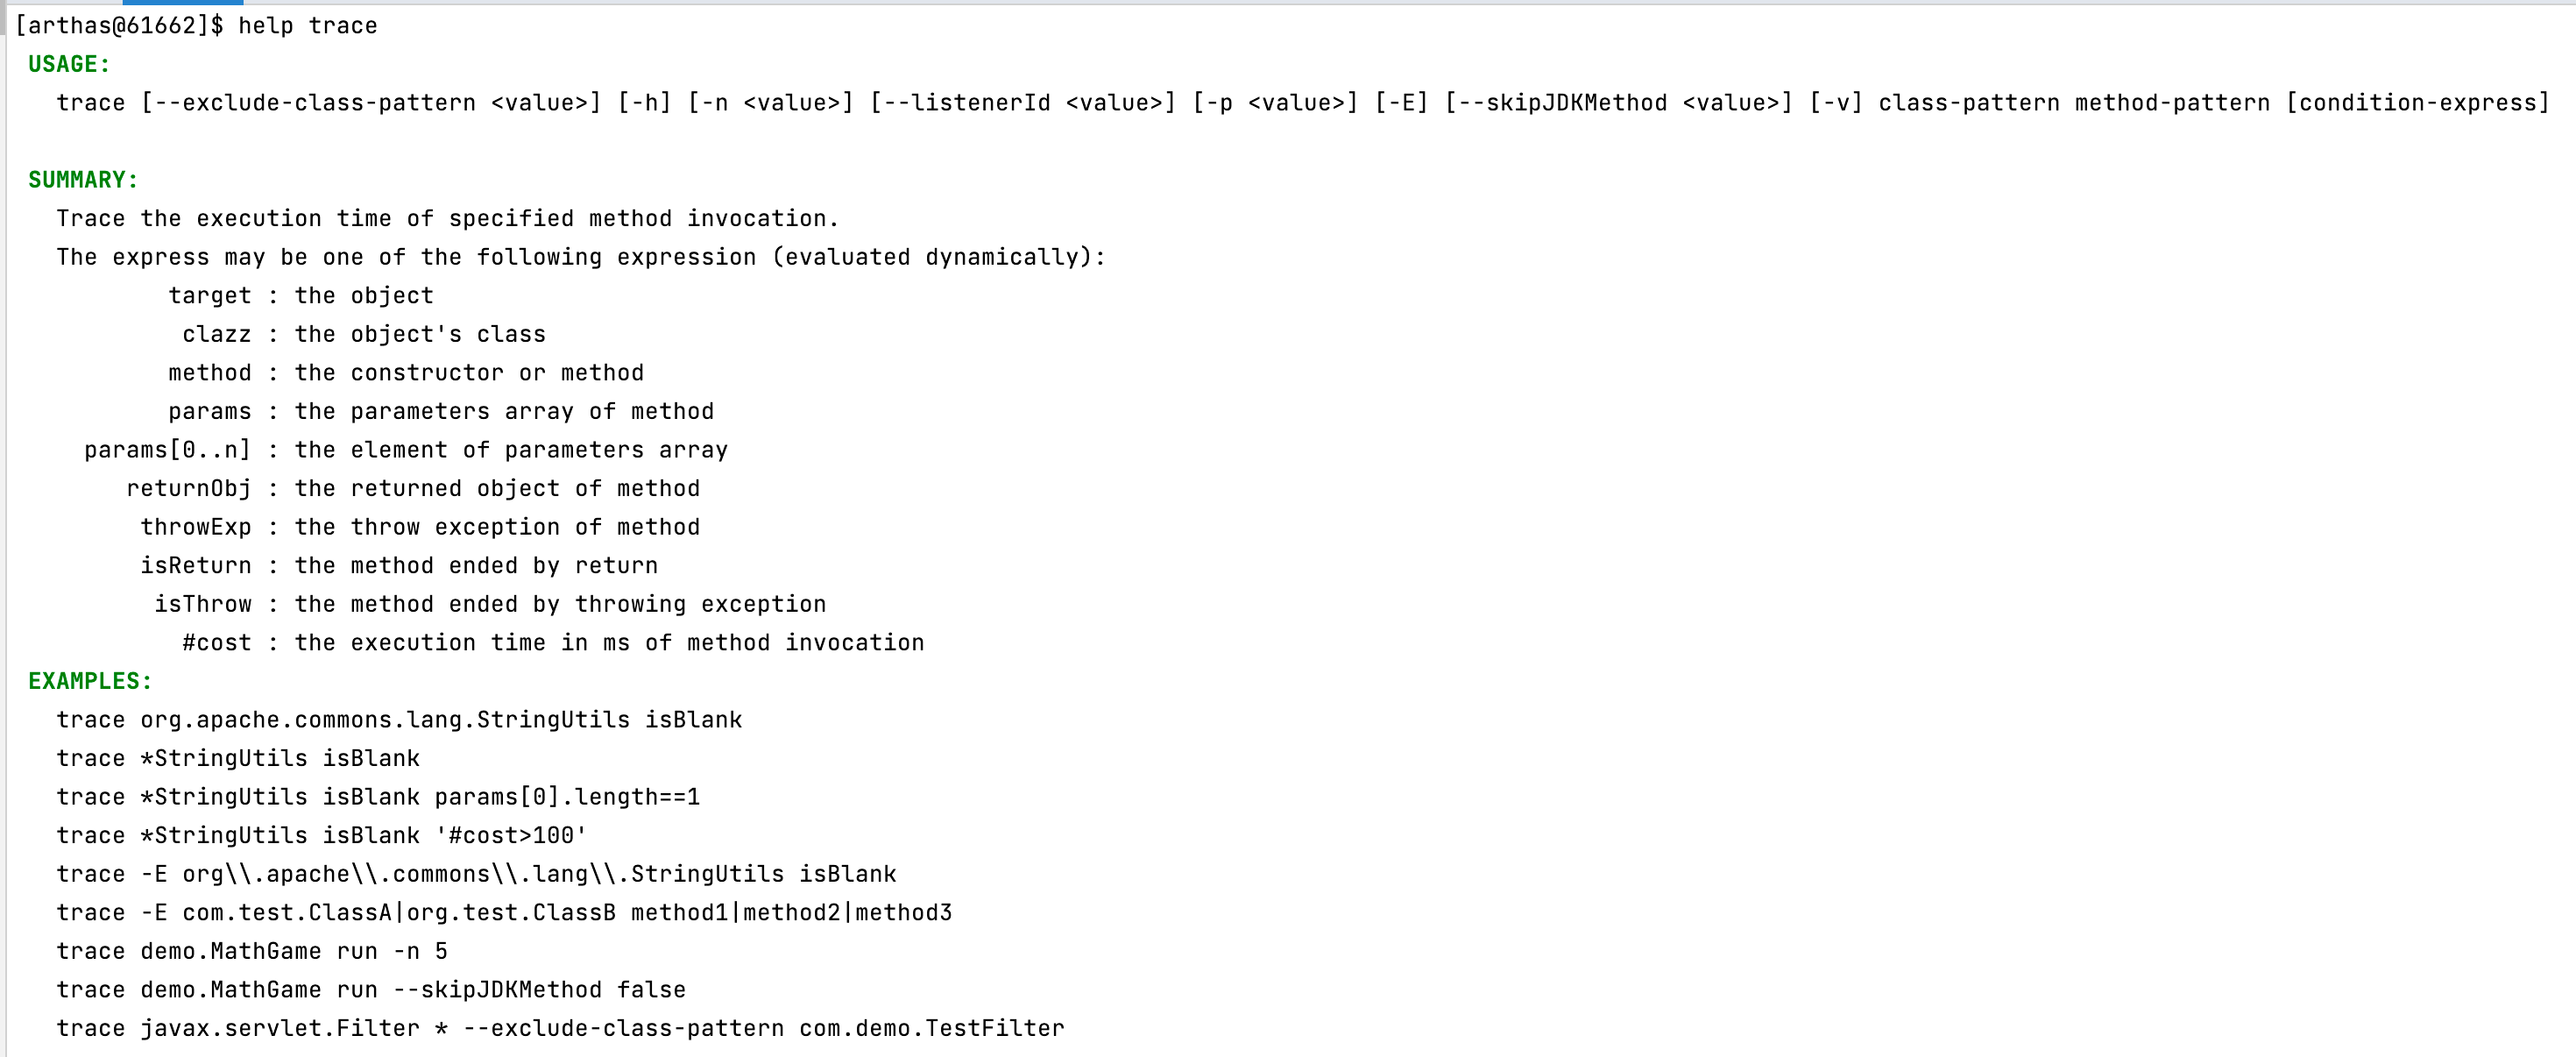 [arthas@61662]$ help trace
USAGE:
trace [--exclude-class-pattern <value>] [-h] [-n <value>] [--listenerId <value>] [-p <value>] [-E] [--skipJDKMethod <value>] [-v] class-pattern method-pattern [condition-express]
SUMMARY:
Trace the execution time of specified method invocation.
The express may be one of the following expression (evaluated dynamically):
target : the object
clazz : the object's class
method : the constructor or method
params : the parameters array of method
params[0..n] : the element of parameters array
returnObj : the returned object of method
throwExp : the throw exception of method
isReturn : the method ended by return
isThrow : the method ended by throwing exception
#cost : the execution time in ms of method invocation
EXAMPLES:
trace org.apache.commons.lang.StringUtils isBlank
trace *StringUtils isBlank
trace *StringUtils isBlank params[0].length==1
trace *StringUtils isBlank '#cost>100'
trace -E org\\.apache\\.commons\\.lang\\.StringUtils isBlank
trace -E com.test.ClassA|org.test.ClassB method1|method2|method3
trace demo.MathGame run -n 5
trace demo.MathGame run --skipJDKMethod false
trace javax.servlet.Filter * --exclude-class-pattern com.demo.TestFilter